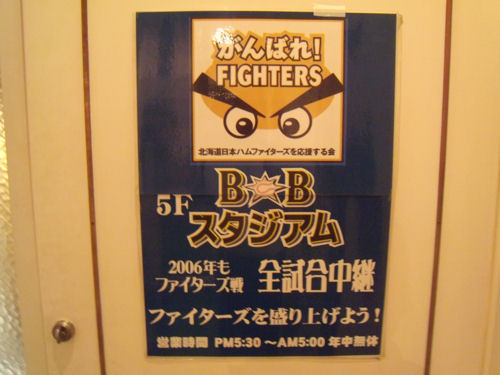 がんばれ!
FIGHTERS
北海道日本ハムファイターズを応援する会
5F B★B
スタジアム
2006年も
ファイターズ戦 全試合中継
ファイターズを盛り上げよう!
営業時間 PM5:30 〜AM5:00 年中無休